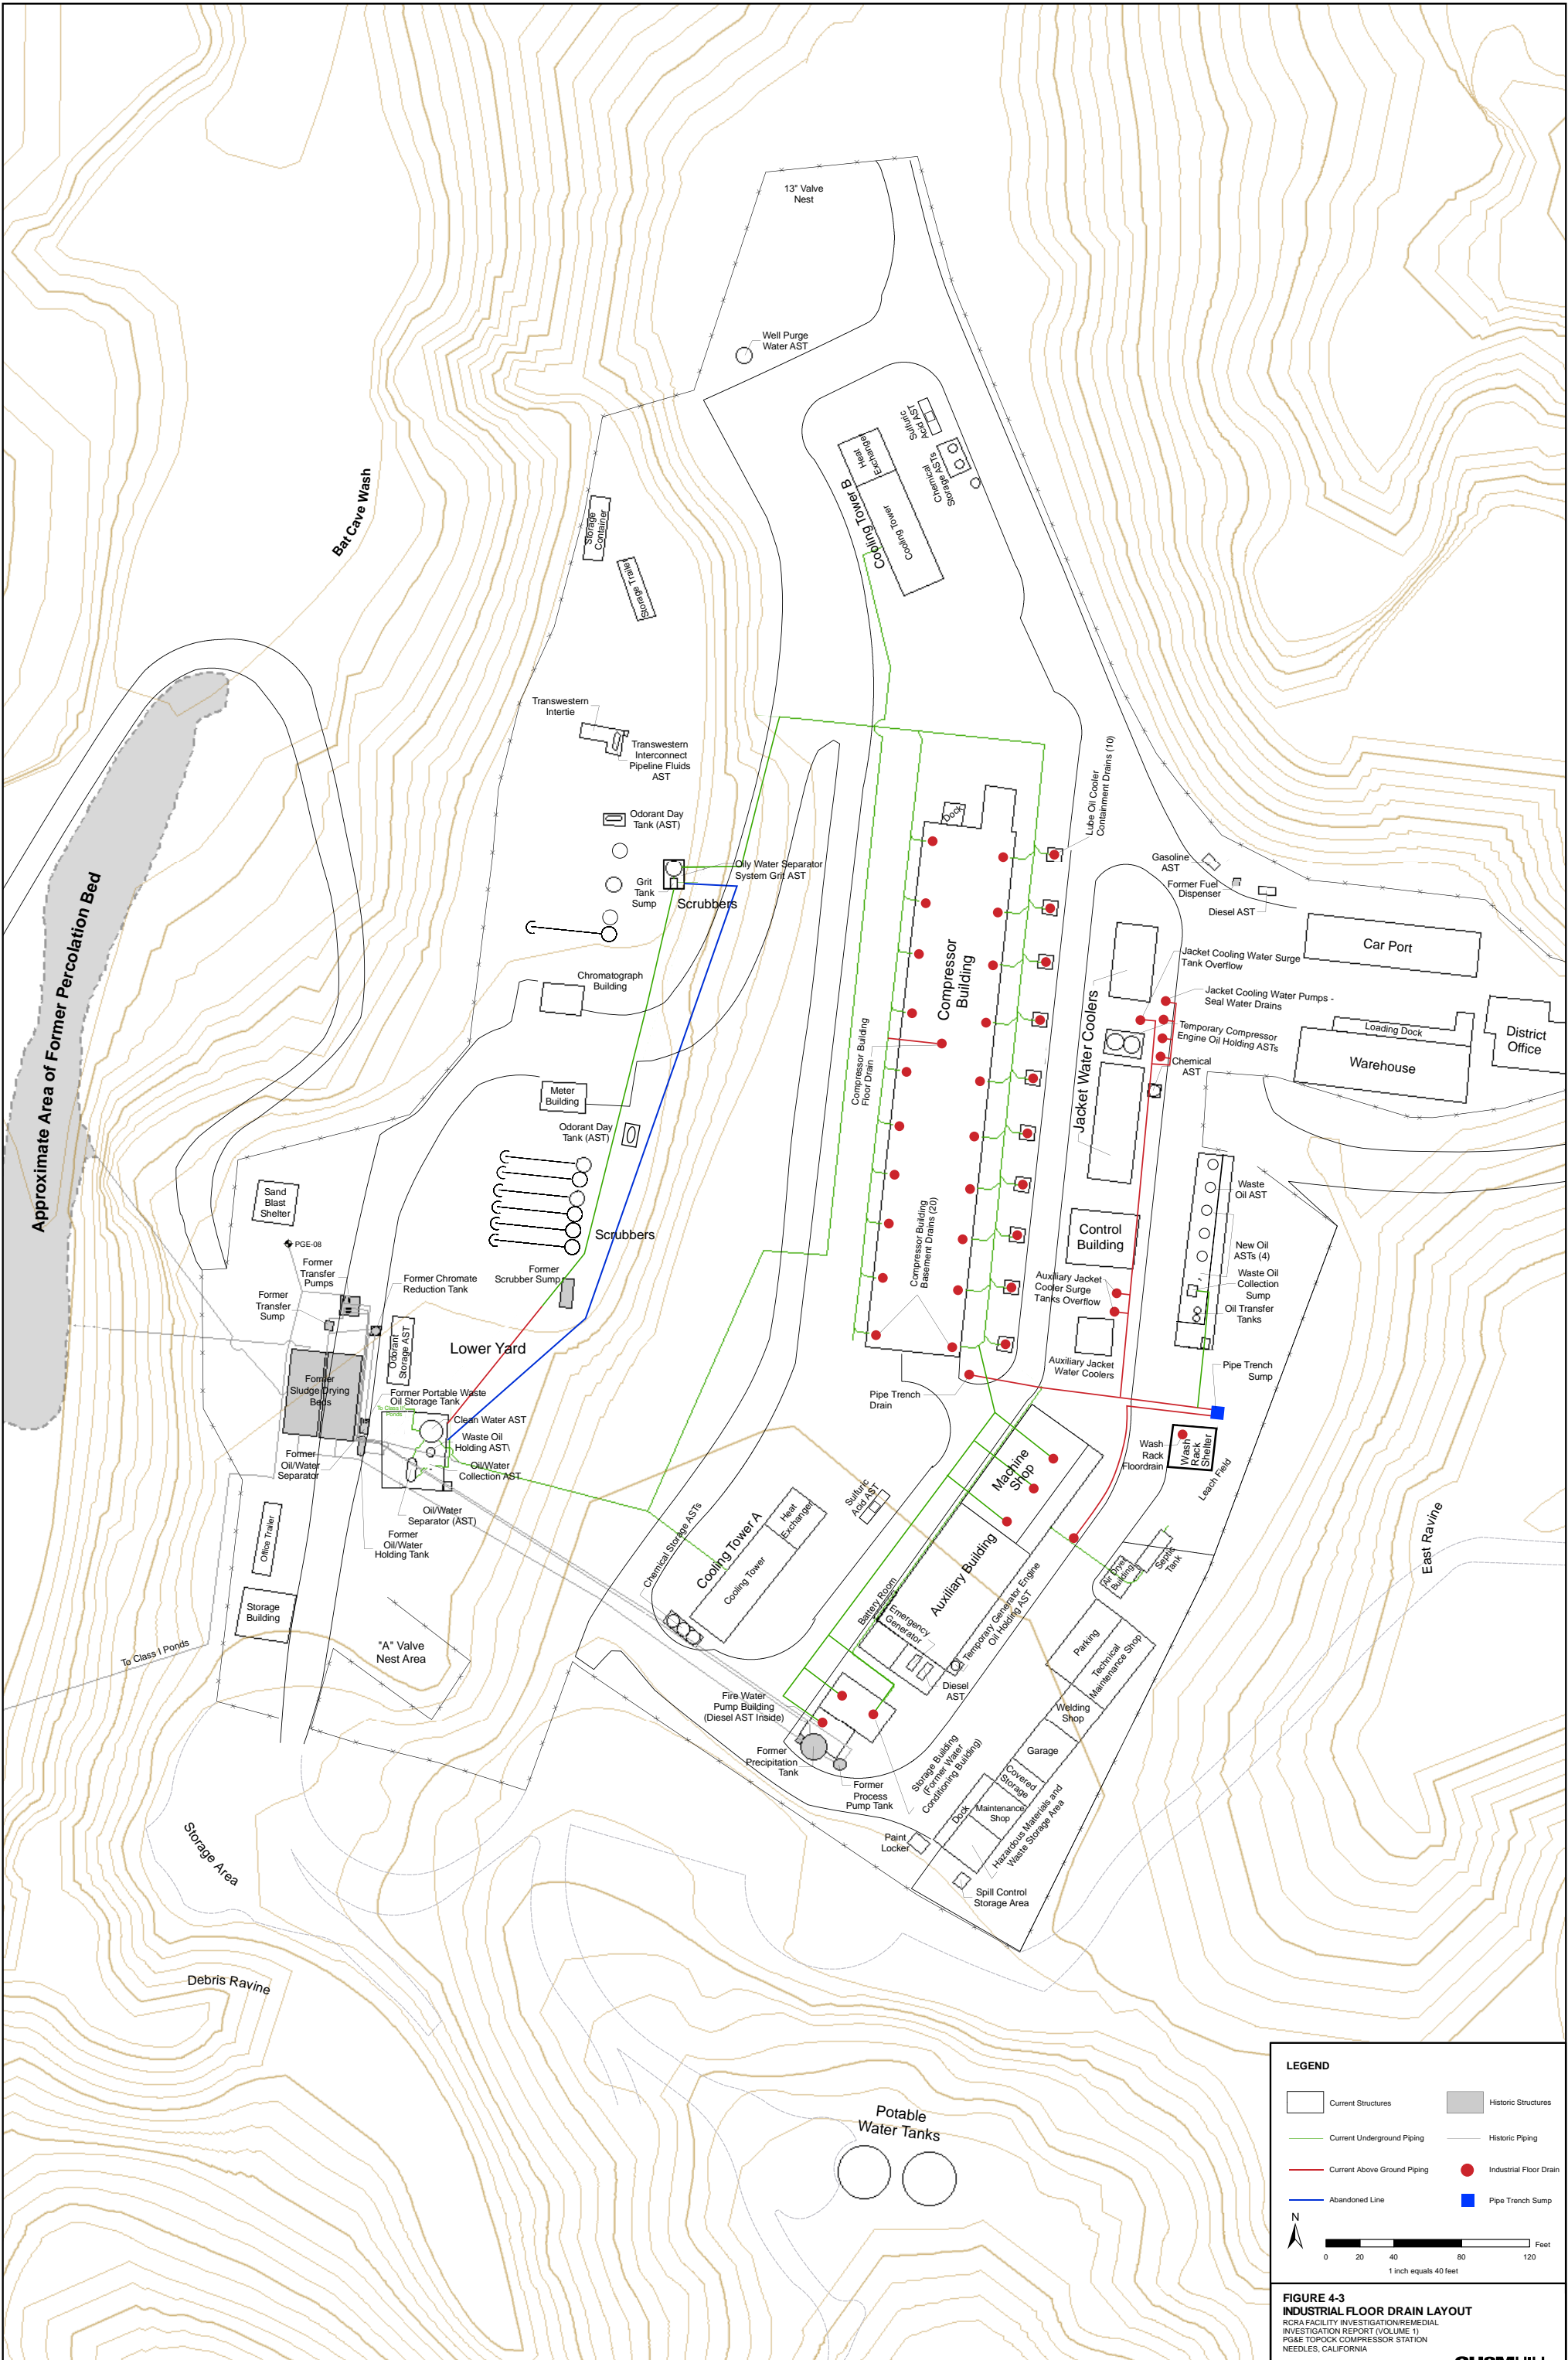 13" Valve
Nest
Well Purge
Water AST
Sulfuric
Acid AST
Chemical
Storage ASTs
Heat
Exchanger
Cooling Tower
Cooling Tower B
Bat Cave Wash
Storage
Container
Storage Trailer
Transwestern
Intertie
Transwestern
Interconnect
Pipeline Fluids
AST
Odorant Day
Tank (AST)
Oily Water Separator
System Grit AST
Grit
Tank
Sump
Scrubbers
Dock
Lube Oil Cooler
Containment Drains (10)
Gasoline
AST
Former Fuel
Dispenser
Diesel AST
Car Port
Compressor
Building
Jacket Cooling Water Surge
Tank Overflow
Jacket Cooling Water Pumps -
Seal Water Drains
Temporary Compressor
Engine Oil Holding ASTs
Chemical
AST
Loading Dock
Warehouse
District
Office
Jacket Water Coolers
Chromatograph
Building
Compressor Building
Floor Drain
Approximate Area of Former Percolation Bed
Meter
Building
Odorant Day
Tank (AST)
Sand
Blast
Shelter
PGE-08
Scrubbers
Compressor Building
Basement Drains (20)
Control
Building
Waste
Oil AST
New Oil
ASTs (4)
Waste Oil
Collection
Sump
Oil Transfer
Tanks
Former
Transfer
Pumps
Former
Transfer
Sump
Former Chromate
Reduction Tank
Former
Scrubber Sump
Auxiliary Jacket
Cooler Surge
Tanks Overflow
Auxiliary Jacket
Water Coolers
Lower Yard
Odorant
Storage AST
Former
Sludge Drying
Beds
Former Portable Waste
Oil Storage Tank
To Class II
Ponds
Clean Water AST
Waste Oil
Holding AST\
Oil/Water
Collection AST
Pipe Trench
Drain
Pipe Trench
Sump
Former
Oil/Water
Separator
Oil/Water
Separator (AST)
Former
Oil/Water
Holding Tank
Wash
Rack
Floordrain
Wash
Rack
Shelter
Leach Field
Machine
Shop
Sulfuric
Acid AST
Chemical Storage ASTs
Cooling Tower A
Heat
Exchanger
Cooling Tower
Office Trailer
Storage
Building
"A" Valve
Nest Area
To Class I Ponds
Auxiliary Building
Battery Room
Emergency
Generator
Temporary Generator Engine
Oil Holding AST
Diesel
AST
Air Dryer
Building
Septic
Tank
East Ravine
Parking
Technical
Maintenance Shop
Welding
Shop
Garage
Covered
Storage
Dock
Maintenance
Shop
Hazardous Materials and
Waste Storage Area
Fire Water
Pump Building
(Diesel AST Inside)
Former
Precipitation
Tank
Former
Process
Pump Tank
Storage Building
(Former Water
Conditioning Building)
Paint
Locker
Spill Control
Storage Area
Storage Area
Debris Ravine
Potable
Water Tanks
LEGEND
Current Structures
Historic Structures
Current Underground Piping
Historic Piping
Current Above Ground Piping
Industrial Floor Drain
Abandoned Line
Pipe Trench Sump
N
0 20 40 80 120 Feet
1 inch equals 40 feet
FIGURE 4-3
INDUSTRIAL FLOOR DRAIN LAYOUT
RCRA FACILITY INVESTIGATION/REMEDIAL
INVESTIGATION REPORT (VOLUME 1)
PG&E TOPOCK COMPRESSOR STATION
NEEDLES, CALIFORNIA
CH2MHILL